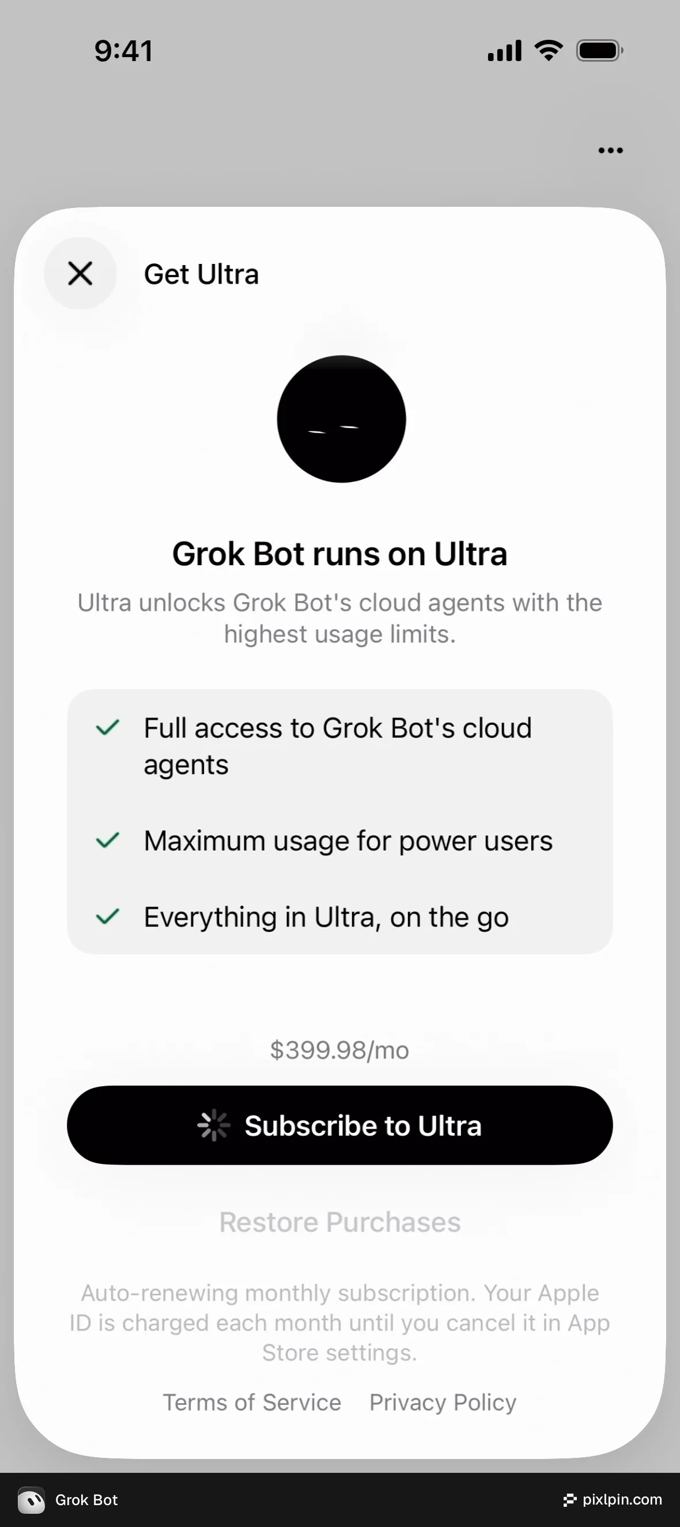 9:41
Get Ultra
Grok Bot runs on Ultra
Ultra unlocks Grok Bot's cloud agents with the
highest usage limits.
Full access to Grok Bot's cloud
agents
Maximum usage for power users
Everything in Ultra, on the go
$399.98/mo
Subscribe to Ultra
Restore Purchases
Auto-renewing monthly subscription. Your Apple
ID is charged each month until you cancel it in App
Store settings.
Terms of Service Privacy Policy
Grok Bot pixlpin.com